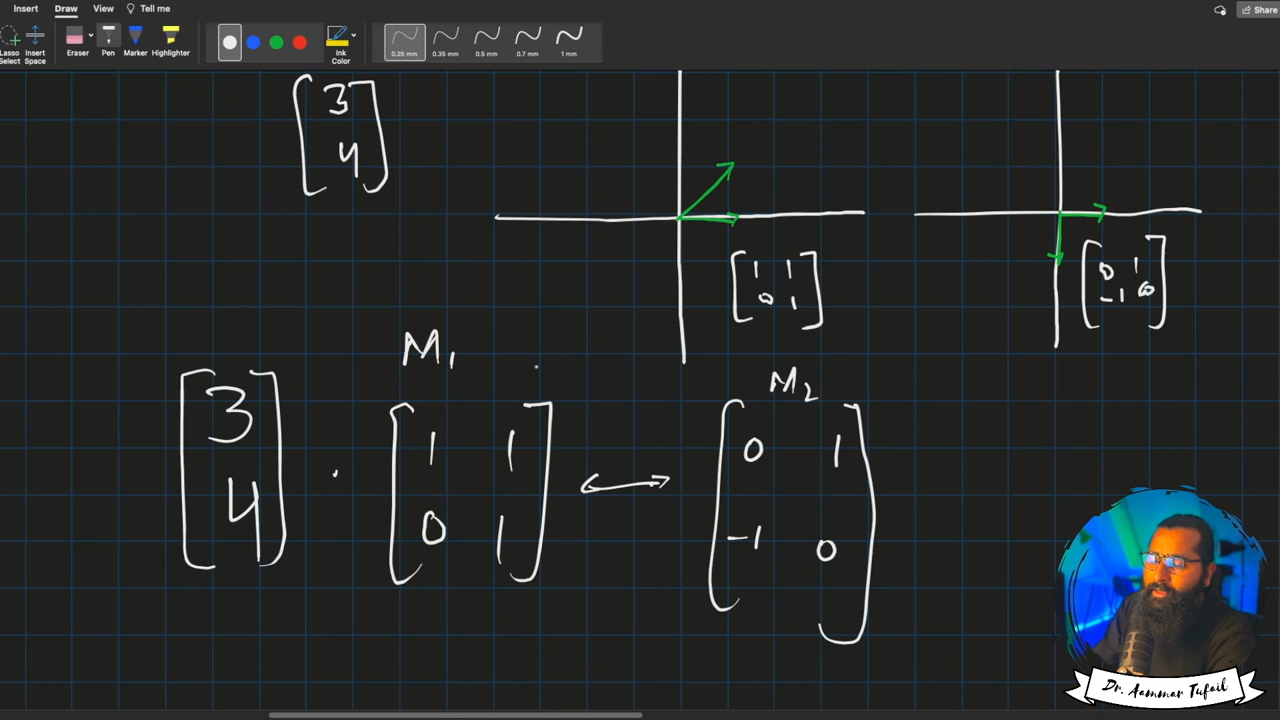 Insert Draw View Tell me Share
Lasso Select Insert Space Eraser Pen Marker Highlighter Ink Color 0.25 mm 0.35 mm 0.5 mm 0.7 mm 1 mm
3
4
1 1
0 1
0 1
-1 0
M1
M2
3
4
.
1 1
0 1
0 1
-1 0
Dr. Aammar Tufail